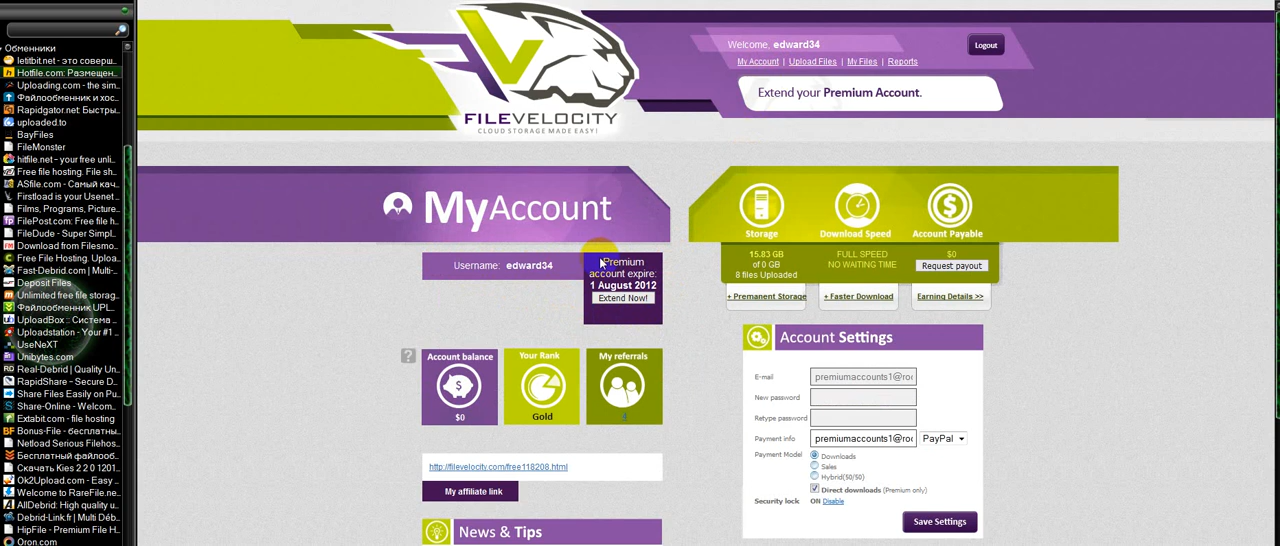 Обменники
letitbit.net - это соверш...
Hotfile.com: Размещен...
Uploading.com - the sim...
Файлообменник и хос...
Rapidgator.net: Быстры...
uploaded.to
BayFiles
FileMonster
hitfile.net - your free unli...
Free file hosting. File sh...
ASfile.com - Самый кач...
Firstload is your Usenet ...
Films, Programs, Picture...
FilePost.com: Free file h...
FileDude - Super Simpl...
Download from Filesmo...
Free File Hosting. Uploa...
Fast-Debrid.com | Multi-...
Deposit Files
Unlimited free file storag...
Файлообменник UPL...
UploadBox :: Система ...
Uploadstation - Your #1 ...
UseNeXT
Unibytes.com
Real-Debrid | Quality Un...
RapidShare - Secure D...
Share Files Easily on Pu...
Share-Online - Welcom...
Extabit.com - file hosting
Bonus-File - бесплатны...
Netload Serious Filehos...
Бесплатный файлооб...
Скачать Kies 2 2 0 1201...
Ok2Upload.com - Easy ...
Welcome to RareFile.ne...
AllDebrid: High quality u...
Debrid-Link.fr | Multi Déb...
HipFile - Premium File H...
Oron.com
FILEVELOCITY
CLOUD STORAGE MADE EASY!
Welcome, edward34
Logout
My Account | Upload Files | My Files | Reports
Extend your Premium Account.
MyAccount
Username: edward34
Premium
account expire:
1 August 2012
Extend Now!
?
Account balance
$0
Your Rank
Gold
My referrals
4
http://filevelocity.com/free118208.html
My affiliate link
News & Tips
Storage
Download Speed
Account Payable
15.83 GB
of 0 GB
8 files Uploaded
FULL SPEED
NO WAITING TIME
$0
Request payout
+ Premanent Storage
+ Faster Download
Earning Details >>
Account Settings
E-mail
premiumaccounts1@ro
New password
Retype password
Payment info
premiumaccounts1@ro
PayPal
Payment Model
Downloads
Sales
Hybrid(50/50)
Direct downloads (Premium only)
Security lock ON Disable
Save Settings